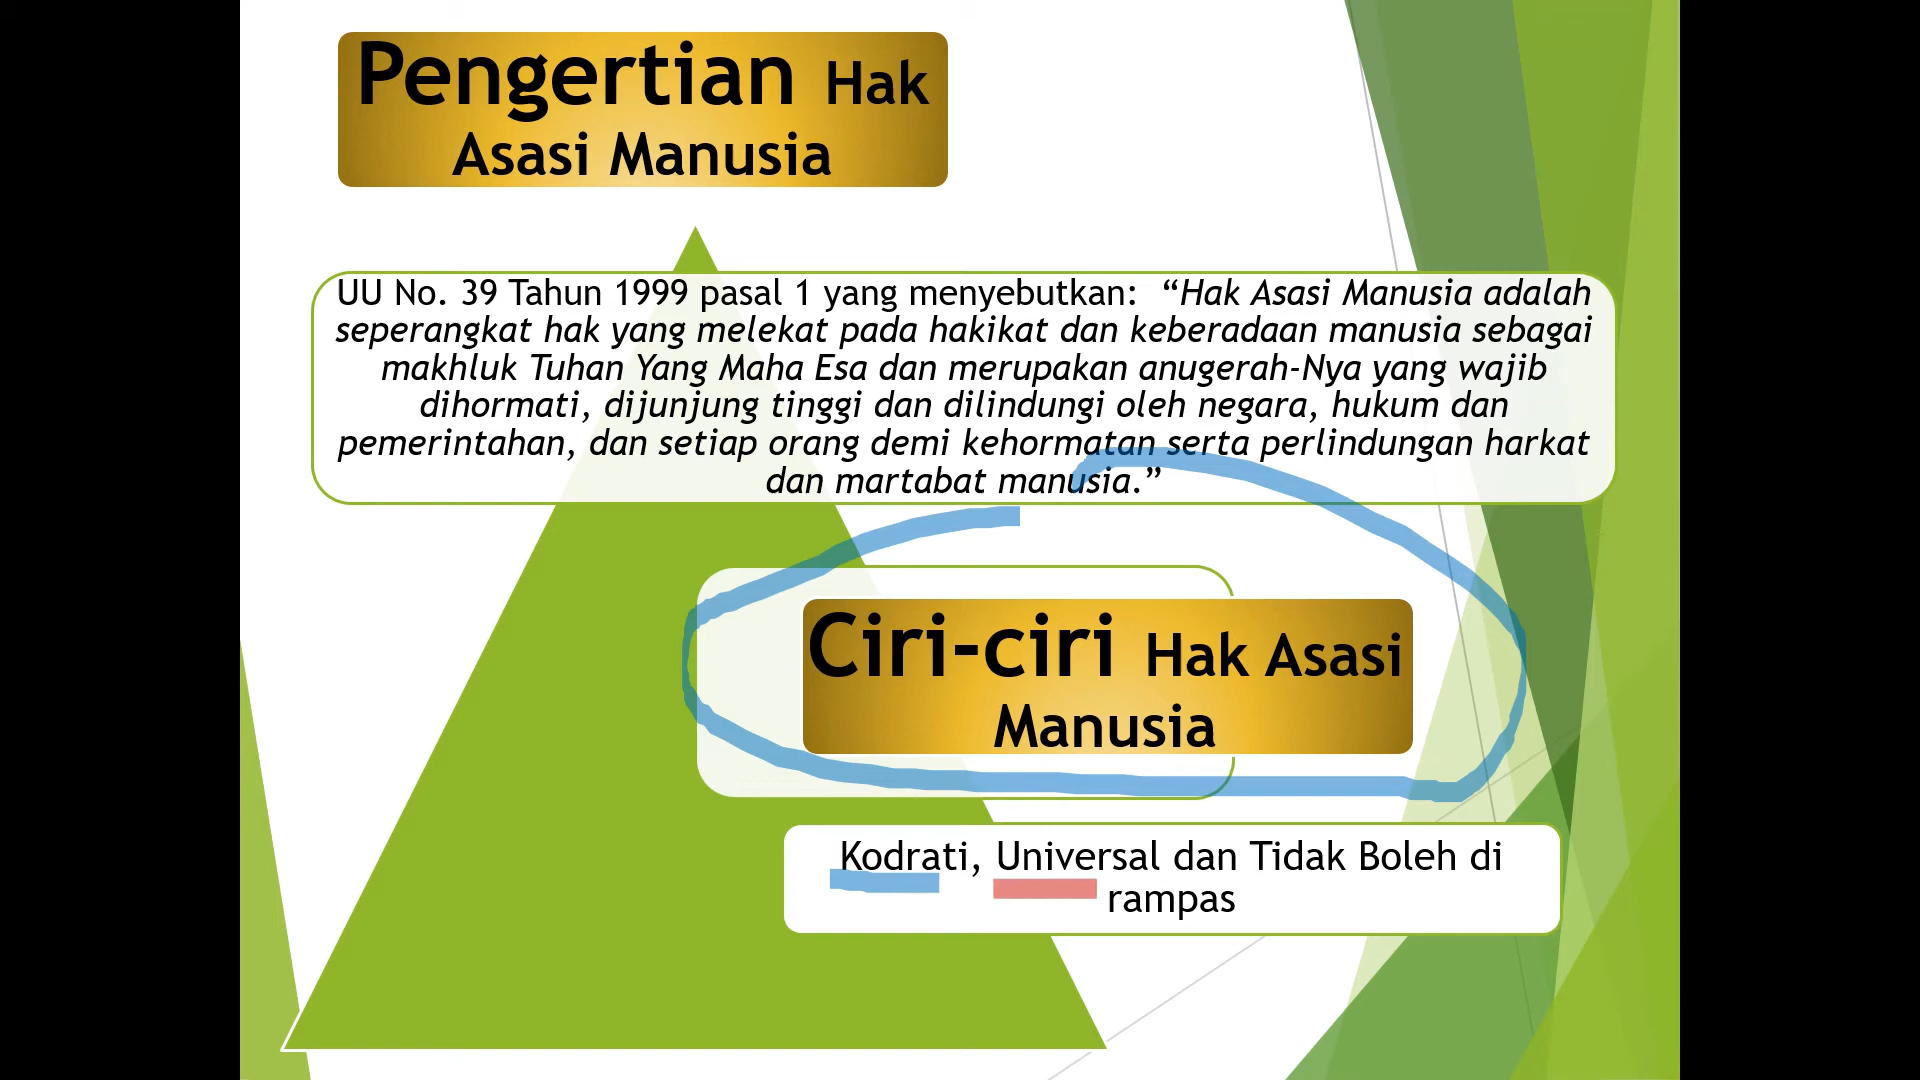 Pengertian Hak
Asasi Manusia
UU No. 39 Tahun 1999 pasal 1 yang menyebutkan: “Hak Asasi Manusia adalah
seperangkat hak yang melekat pada hakikat dan keberadaan manusia sebagai
makhluk Tuhan Yang Maha Esa dan merupakan anugerah-Nya yang wajib
dihormati, dijunjung tinggi dan dilindungi oleh negara, hukum dan
pemerintahan, dan setiap orang demi kehormatan serta perlindungan harkat
dan martabat manusia.”
Ciri-ciri Hak Asasi
Manusia
Kodrati, Universal dan Tidak Boleh di
rampas